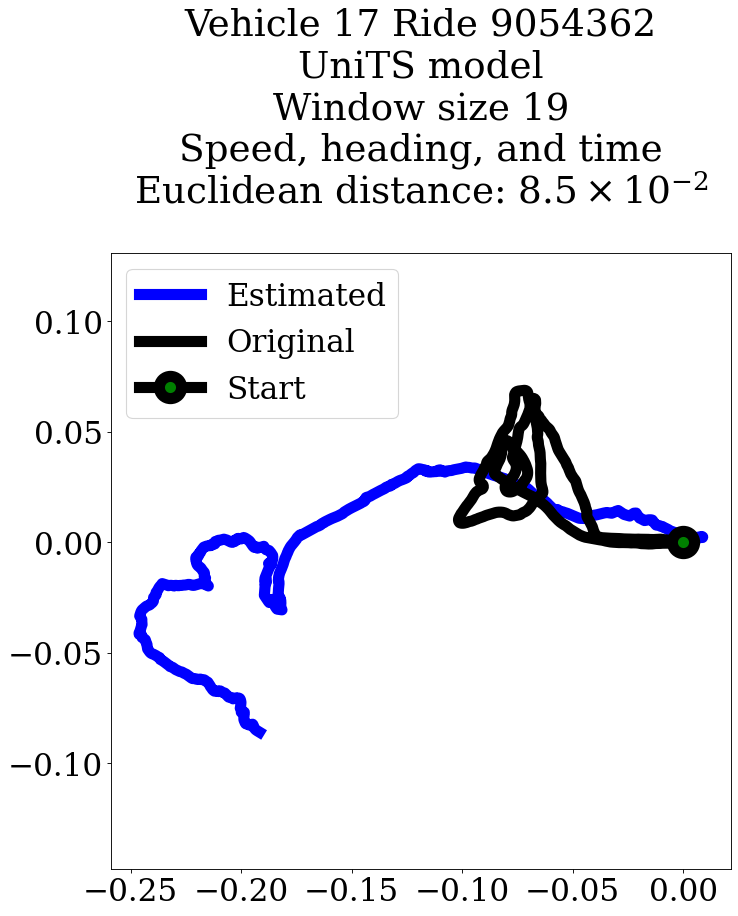 Vehicle 17 Ride 9054362
UniTS model
Window size 19
Speed, heading, and time
Euclidean distance: $8.5 \times 10^{-2}$
Estimated
Original
Start
0.10
0.05
0.00
−0.05
−0.10
−0.25 −0.20 −0.15 −0.10 −0.05 0.00